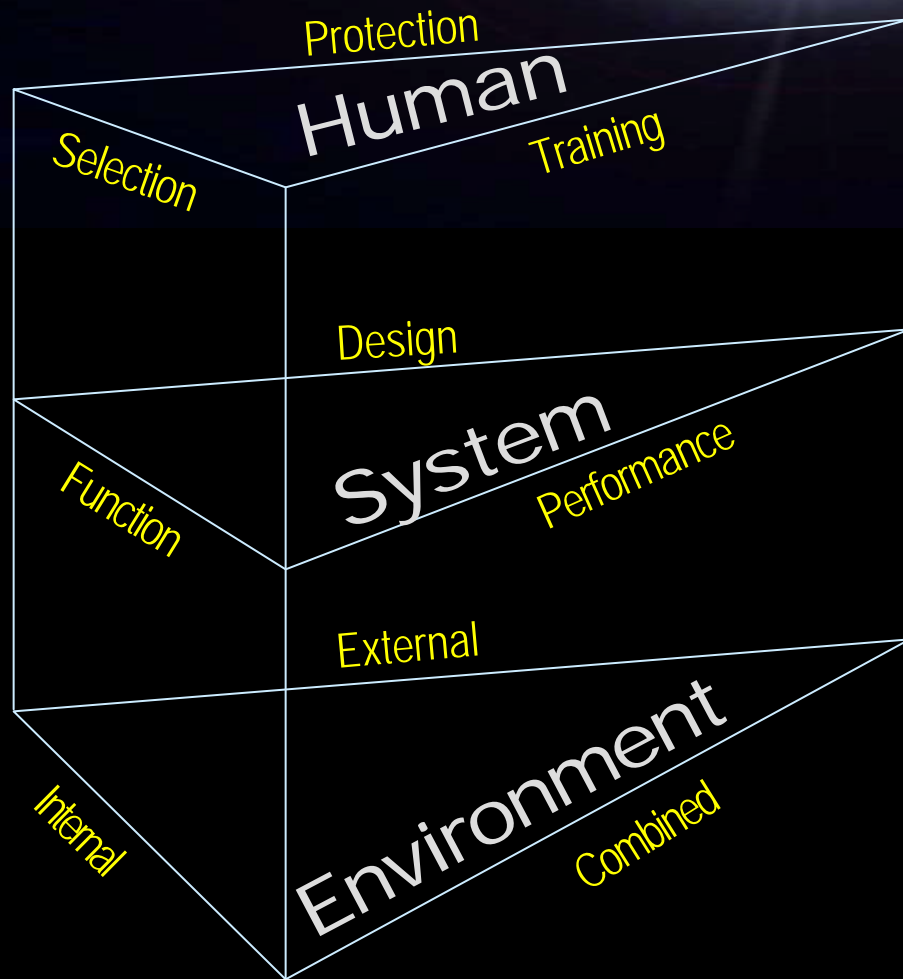 Protection
Human
Selection
Training
Design
System
Function
Performance
External
Environment
Internal
Combined